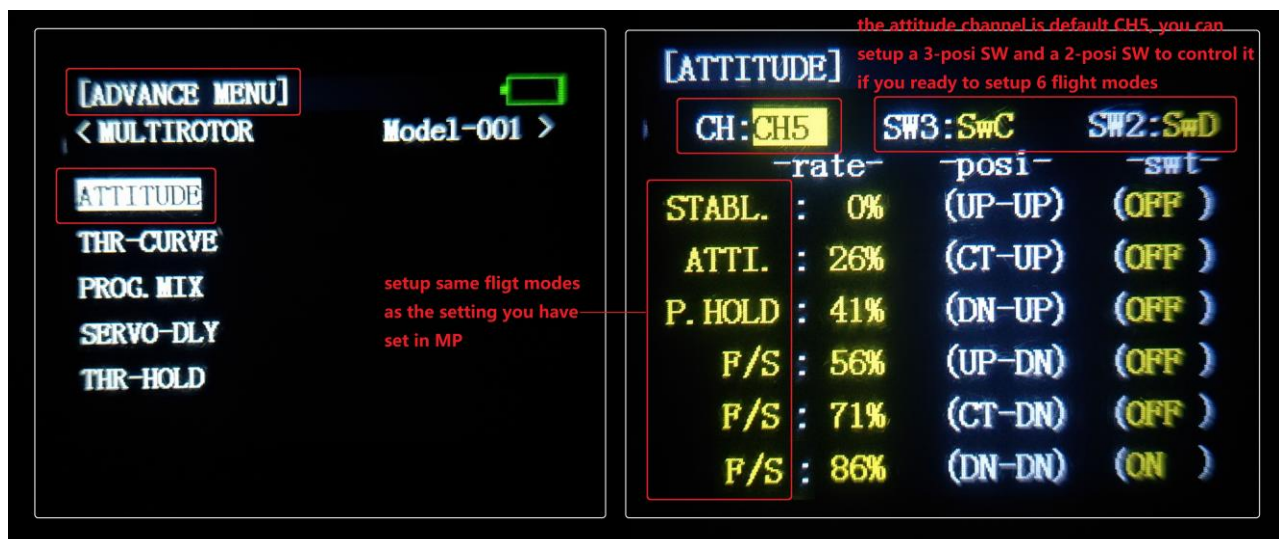 [ADVANCE MENU]
< MULTIROTOR Model-001 >
ATTITUDE
THR-CURVE
PROG.MIX
SERVO-DLY
THR-HOLD
setup same fligt modes
as the setting you have
set in MP
the attitude channel is default CH5, you can
setup a 3-posi SW and a 2-posi SW to control it
if you ready to setup 6 flight modes
[ATTITUDE]
CH:CH5 SW3:SwC SW2:SwD
-rate- -posi- -swt-
STABL. : 0% (UP-UP) (OFF )
ATTI. : 26% (CT-UP) (OFF )
P.HOLD : 41% (DN-UP) (OFF )
F/S : 56% (UP-DN) (OFF )
F/S : 71% (CT-DN) (OFF )
F/S : 86% (DN-DN) (ON )